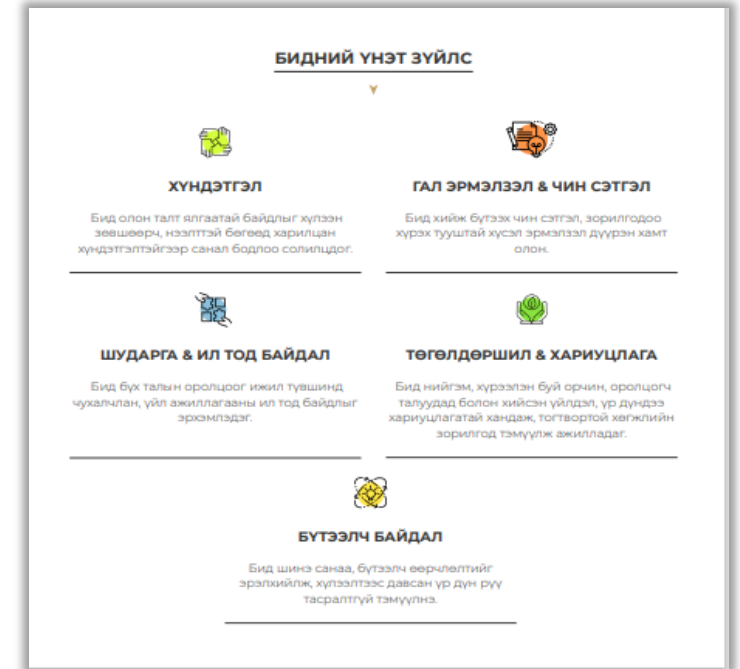 БИДНИЙ ҮНЭТ ЗҮЙЛС
ХҮНДЭТГЭЛ
Бид олон талт ялгаатай байдлыг хүлээн
зөвшөөрч, нээлттэй бөгөөд харилцан
хүндэтгэлтэйгээр санал бодлоо солилцдог.
ГАЛ ЭРМЭЛЗЭЛ & ЧИН СЭТГЭЛ
Бид хийж бүтээх чин сэтгэл, зорилгодоо
хүрэх тууштай хүсэл эрмэлзэл дүүрэн хамт
олон.
ШУДАРГА & ИЛ ТОД БАЙДАЛ
Бид бүх талын оролцоог ижил түвшинд
чухалчлан, үйл ажиллагааны ил тод байдлыг
эрхэмлэдэг.
ТӨГӨЛДӨРШИЛ & ХАРИУЦЛАГА
Бид нийгэм, хүрээлэн буй орчин, оролцогч
талуудад болон хийсэн үйлдэл, үр дүндээ
хариуцлагатай хандаж, тогтвортой хөгжлийн
зорилгод тэмүүлж ажилладаг.
БҮТЭЭЛЧ БАЙДАЛ
Бид шинэ санаа, бүтээлч өөрчлөлтийг
эрэлхийлж, хүлээлтээс давсан үр дүн рүү
тасралтгүй тэмүүлнэ.